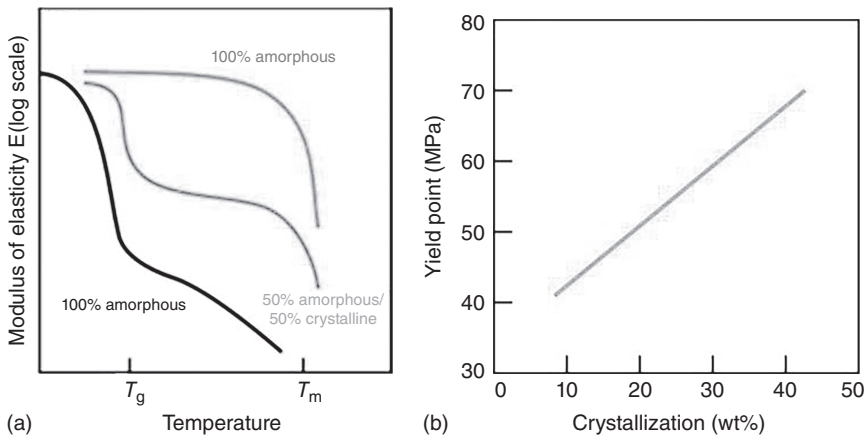 Modulus of elasticity E(log scale)
100% amorphous
100% amorphous
50% amorphous/
50% crystalline
Tg
Tm
(a)
Temperature
80
70
60
50
40
30
Yield point (MPa)
0
10
20
30
40
50
(b)
Crystallization (wt%)